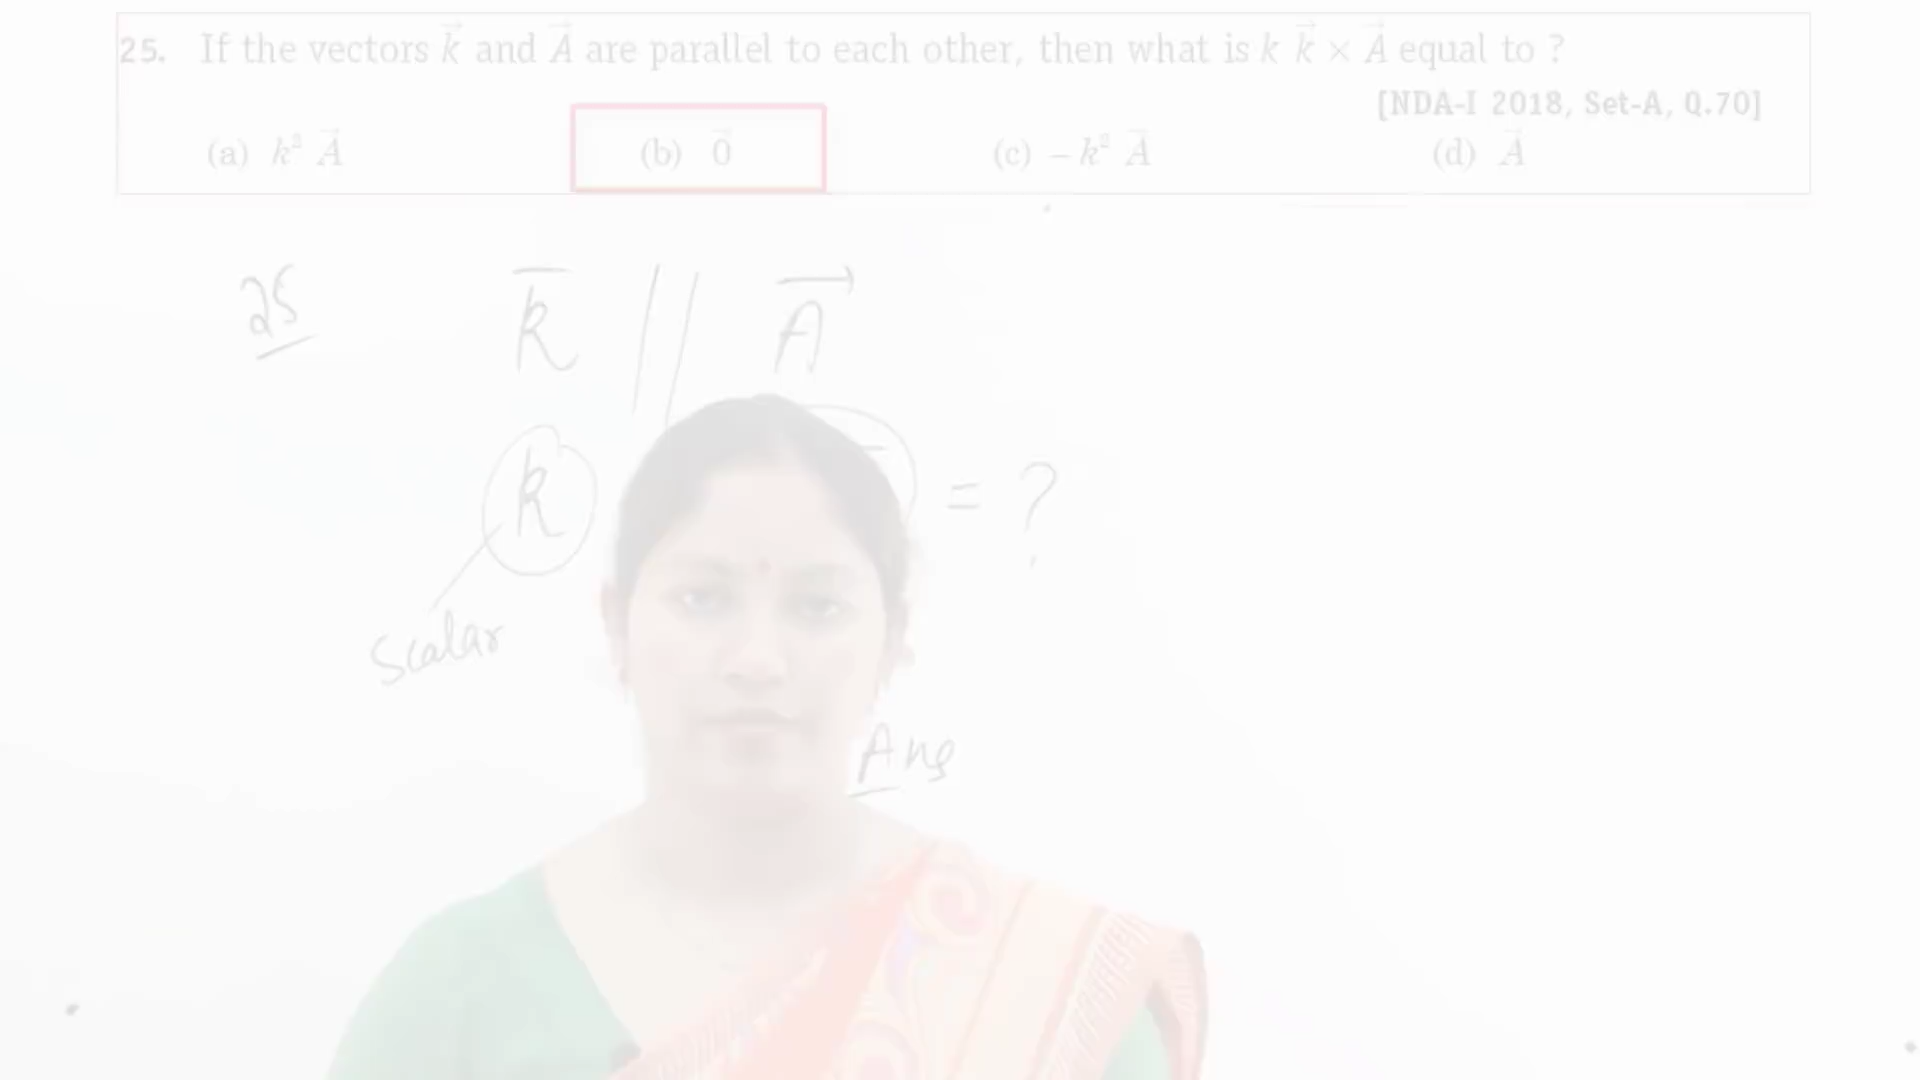 25. If the vectors k⃗ and A⃗ are parallel to each other, then what is k k⃗ × A⃗ equal to ?
[NDA-I 2018, Set-A, Q.70]
(a) k² A⃗ (b) 0⃗ (c) – k² A⃗ (d) A⃗
25 k̅ // A⃗
k = ?
Scalar
Ans